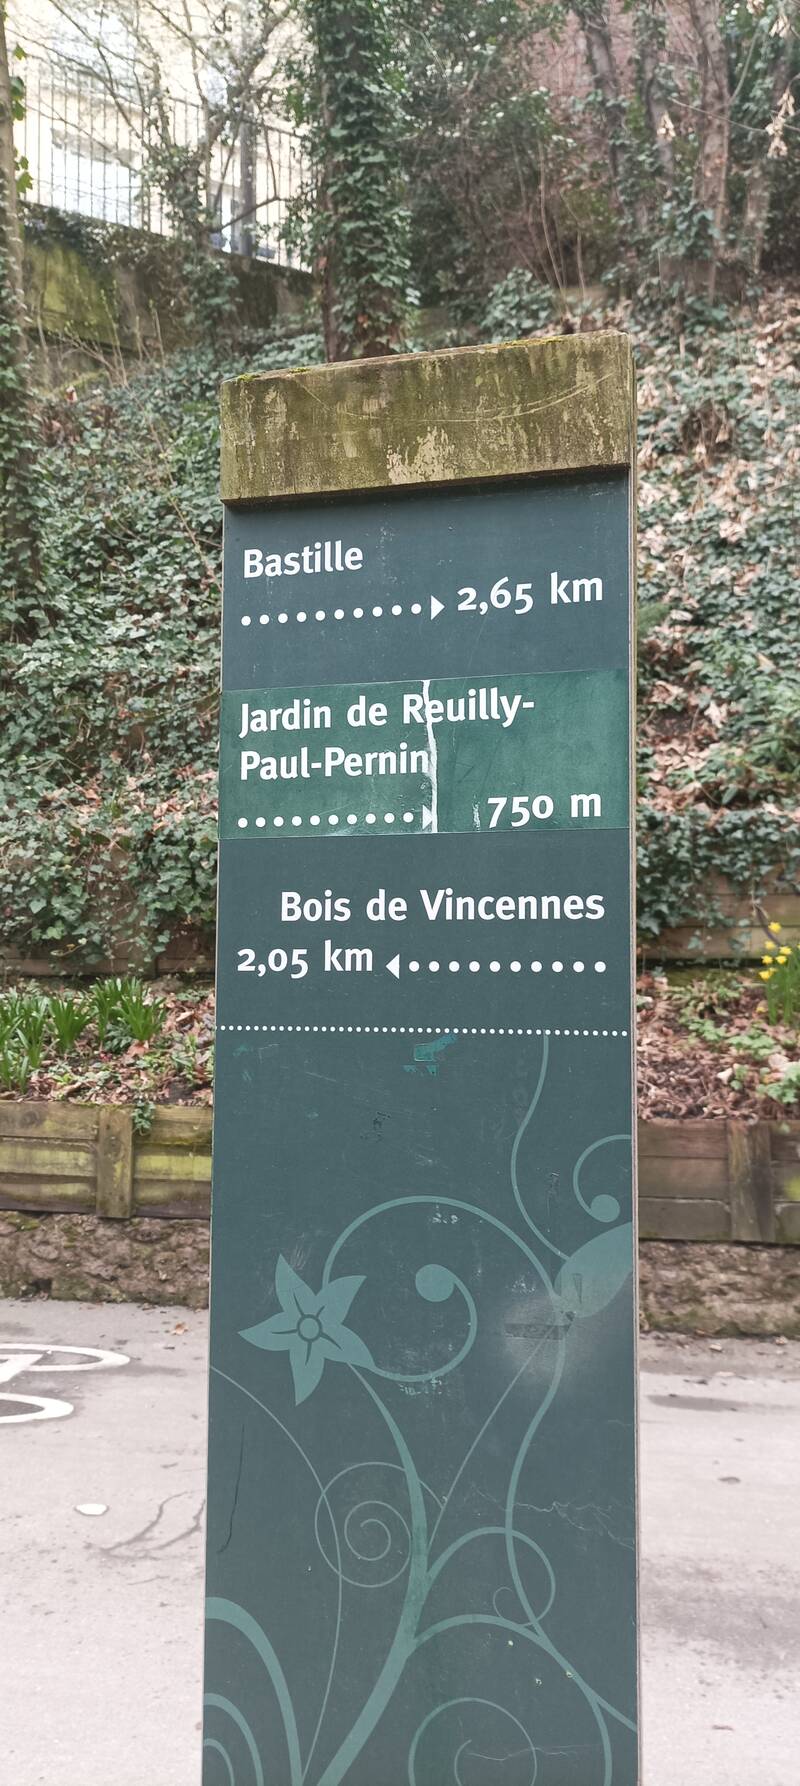 Bastille
2,65 km
Jardin de Reuilly-
Paul-Pernin
750 m
Bois de Vincennes
2,05 km